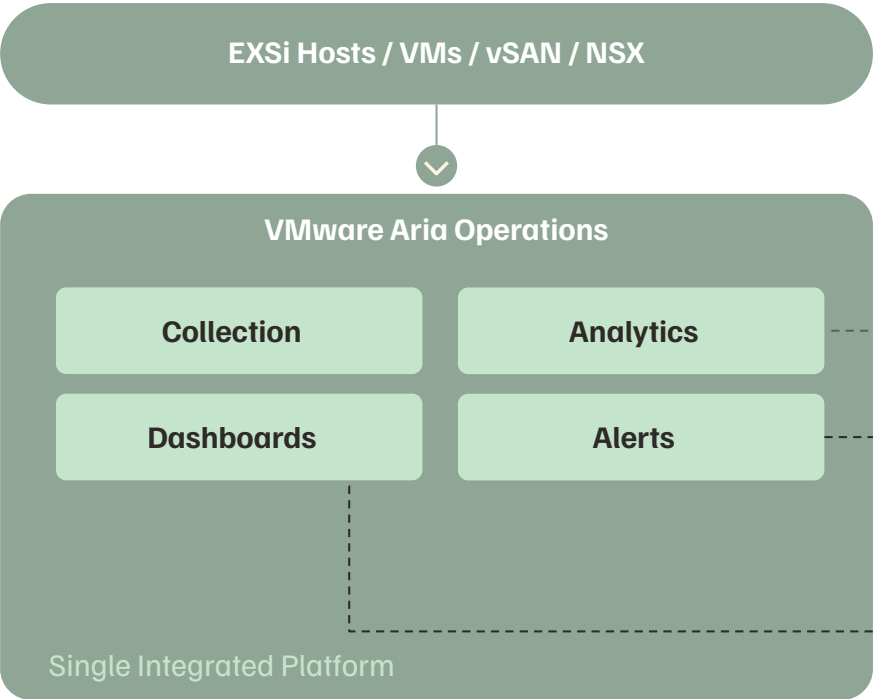 EXSi Hosts / VMs / vSAN / NSX
VMware Aria Operations
Collection
Analytics
Dashboards
Alerts
Single Integrated Platform